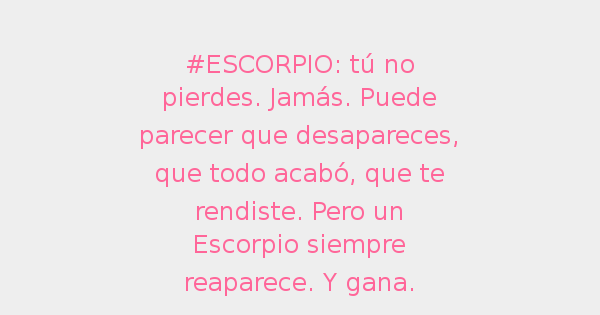 #ESCORPIO: tú no
pierdes. Jamás. Puede
parecer que desapareces,
que todo acabó, que te
rendiste. Pero un
Escorpio siempre
reaparece. Y gana.